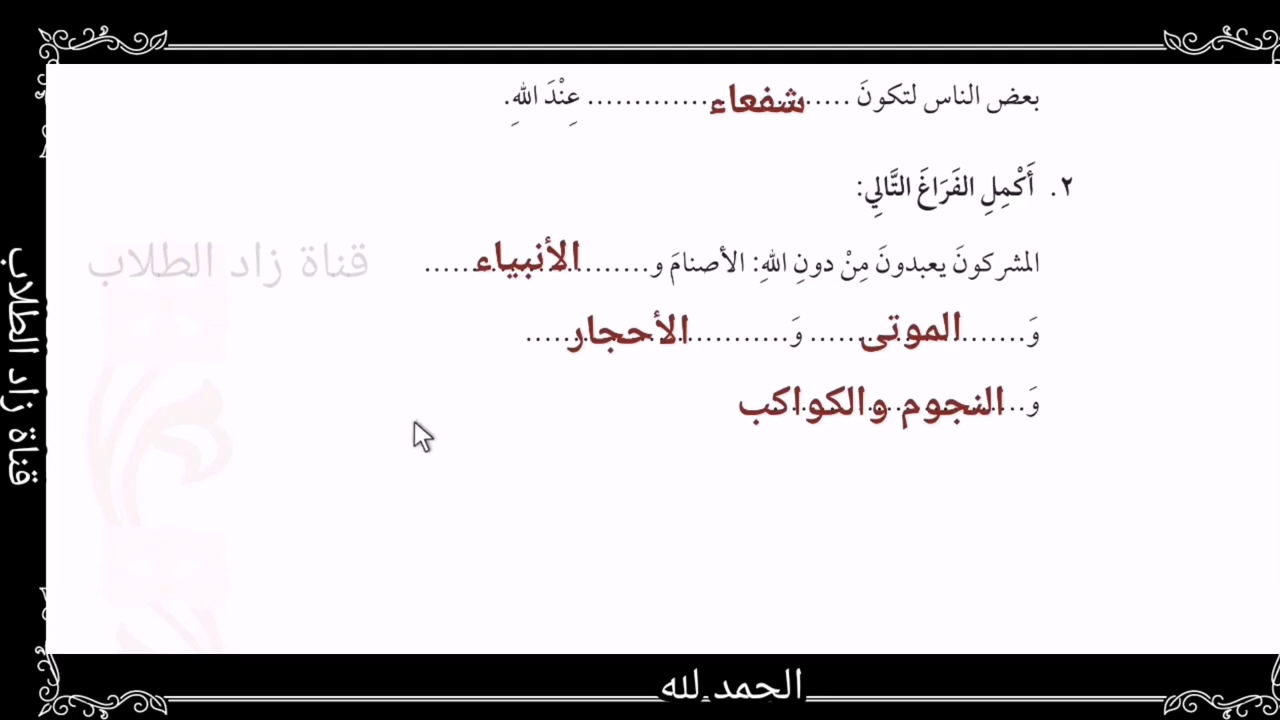 بعض الناس لتكونَ ..... شفعاء ............. عِنْدَ اللهِ.
٢. أَكْمِلِ الفَرَاغَ التَّالِي:
المشركونَ يعبدونَ مِنْ دونِ اللهِ: الأصنامَ و...... الأنبياء ......
وَ...... الموتى ...... وَ...... الأحجار ......
وَ... النجوم والكواكب
قناة زاد الطلاب
قناة زاد الطلاب
الحمد لله